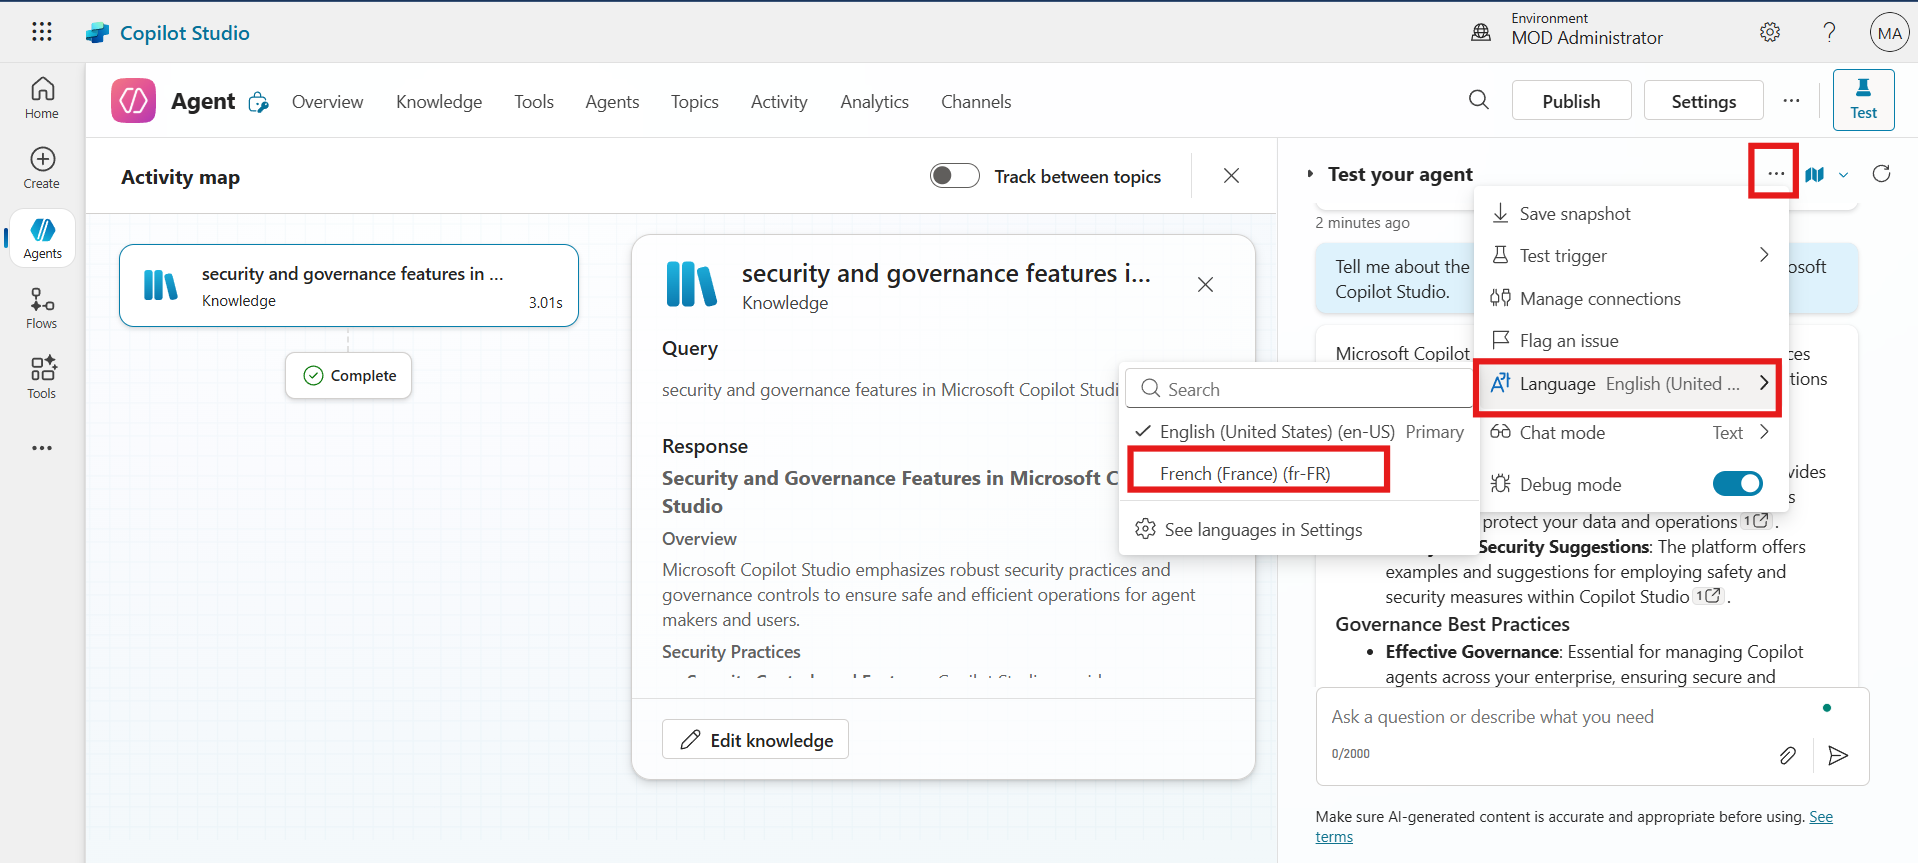 Copilot Studio
Environment
MOD Administrator
?
MA
Home
Create
Agents
Flows
Tools
Agent
Overview
Knowledge
Tools
Agents
Topics
Activity
Analytics
Channels
Publish
Settings
Test
Activity map
Track between topics
security and governance features in ...
Knowledge
3.01s
Complete
security and governance features i...
Knowledge
Query
security and governance features in Microsoft Copilot Studi
Response
Security and Governance Features in Microsoft C
Studio
Overview
Microsoft Copilot Studio emphasizes robust security practices and
governance controls to ensure safe and efficient operations for agent
makers and users.
Security Practices
Edit knowledge
Test your agent
2 minutes ago
Tell me about the
osoft
Copilot Studio.
Microsoft Copilot
ces
tions
vides
s
Save snapshot
Test trigger
Manage connections
Flag an issue
Language English (United ...
Chat mode Text
Debug mode
Search
English (United States) (en-US) Primary
French (France) (fr-FR)
See languages in Settings
protect your data and operations 1 .
Security Suggestions: The platform offers
examples and suggestions for employing safety and
security measures within Copilot Studio 1 .
Governance Best Practices
• Effective Governance: Essential for managing Copilot
agents across your enterprise, ensuring secure and
Ask a question or describe what you need
0/2000
Make sure AI-generated content is accurate and appropriate before using. See
terms